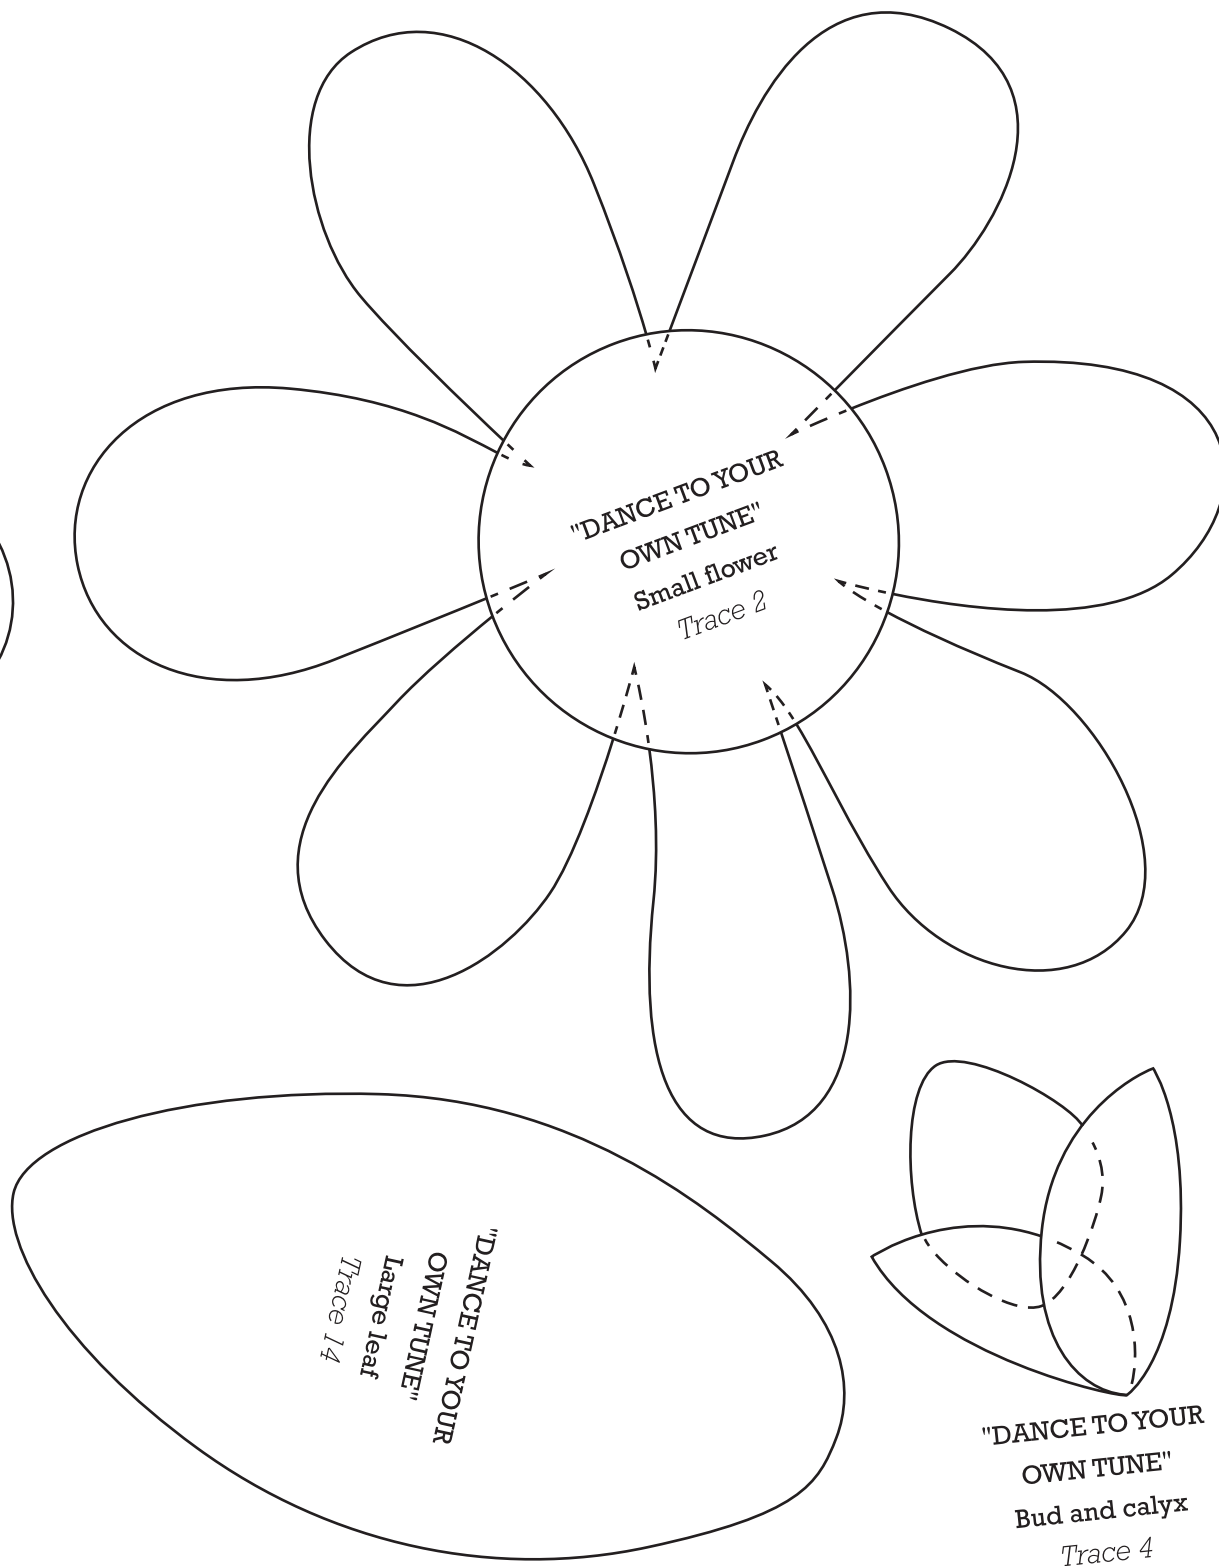 "DANCE TO YOUR
OWN TUNE"
Small flower
Trace 2
"DANCE TO YOUR
OWN TUNE"
Large leaf
Trace 14
"DANCE TO YOUR
OWN TUNE"
Bud and calyx
Trace 4